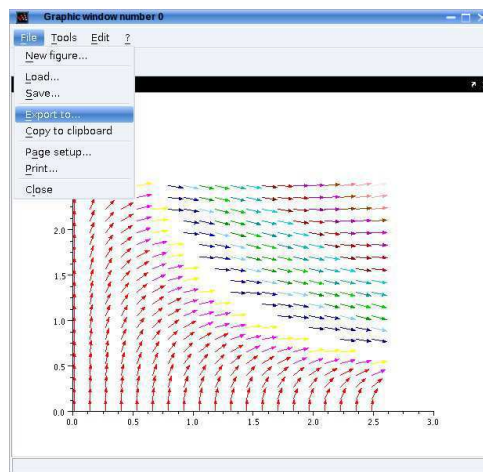 Graphic window number 0
File Tools Edit ?
New figure...
Load...
Save...
Export to...
Copy to clipboard
Page setup...
Print...
Close
2.0
1.5
1.0
0.5
0.0
0.0 0.5 1.0 1.5 2.0 2.5 3.0